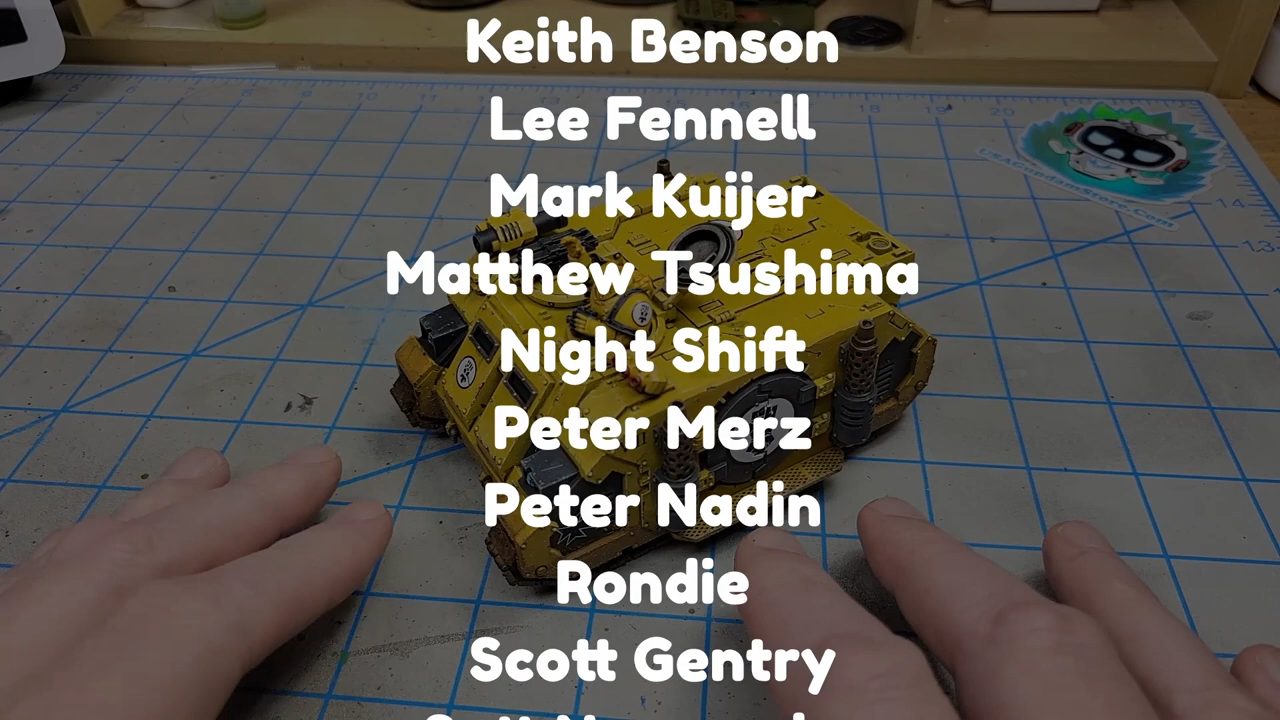 Keith Benson
Lee Fennell
Mark Kuijer
Matthew Tsushima
Night Shift
Peter Merz
Peter Nadin
Rondie
Scott Gentry